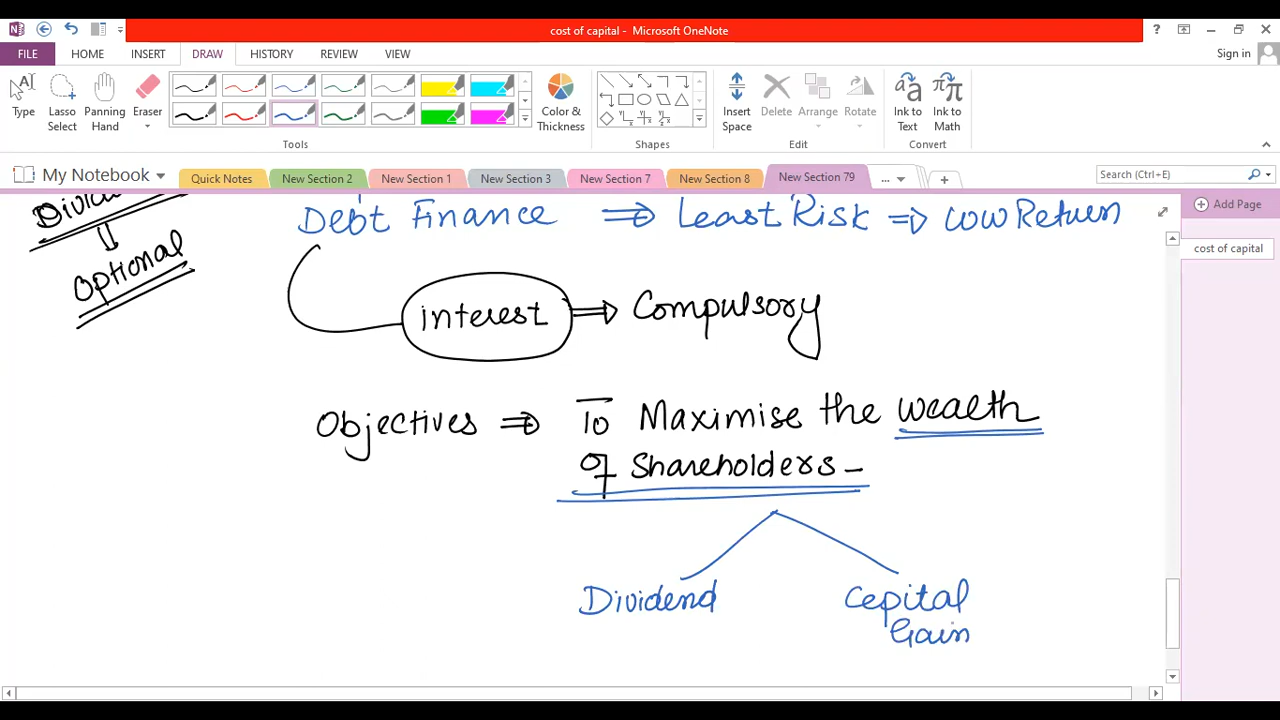 cost of capital - Microsoft OneNote
?
FILE HOME INSERT DRAW HISTORY REVIEW VIEW
Sign in
Type
Lasso Select
Panning Hand
Eraser
Color & Thickness
Insert Space
Delete
Arrange
Rotate
Ink to Text
Ink to Math
Tools
Shapes
Edit
Convert
My Notebook
Quick Notes
New Section 2
New Section 1
New Section 3
New Section 7
New Section 8
New Section 79
...
Search (Ctrl+E)
Add Page
cost of capital
Debt Finance ⇒ Least Risk ⇒ Low Return
Optional
interest ⇒ Compulsory
Objectives ⇒ To Maximise the wealth
of Shareholders -
Dividend
Cepital
Gain